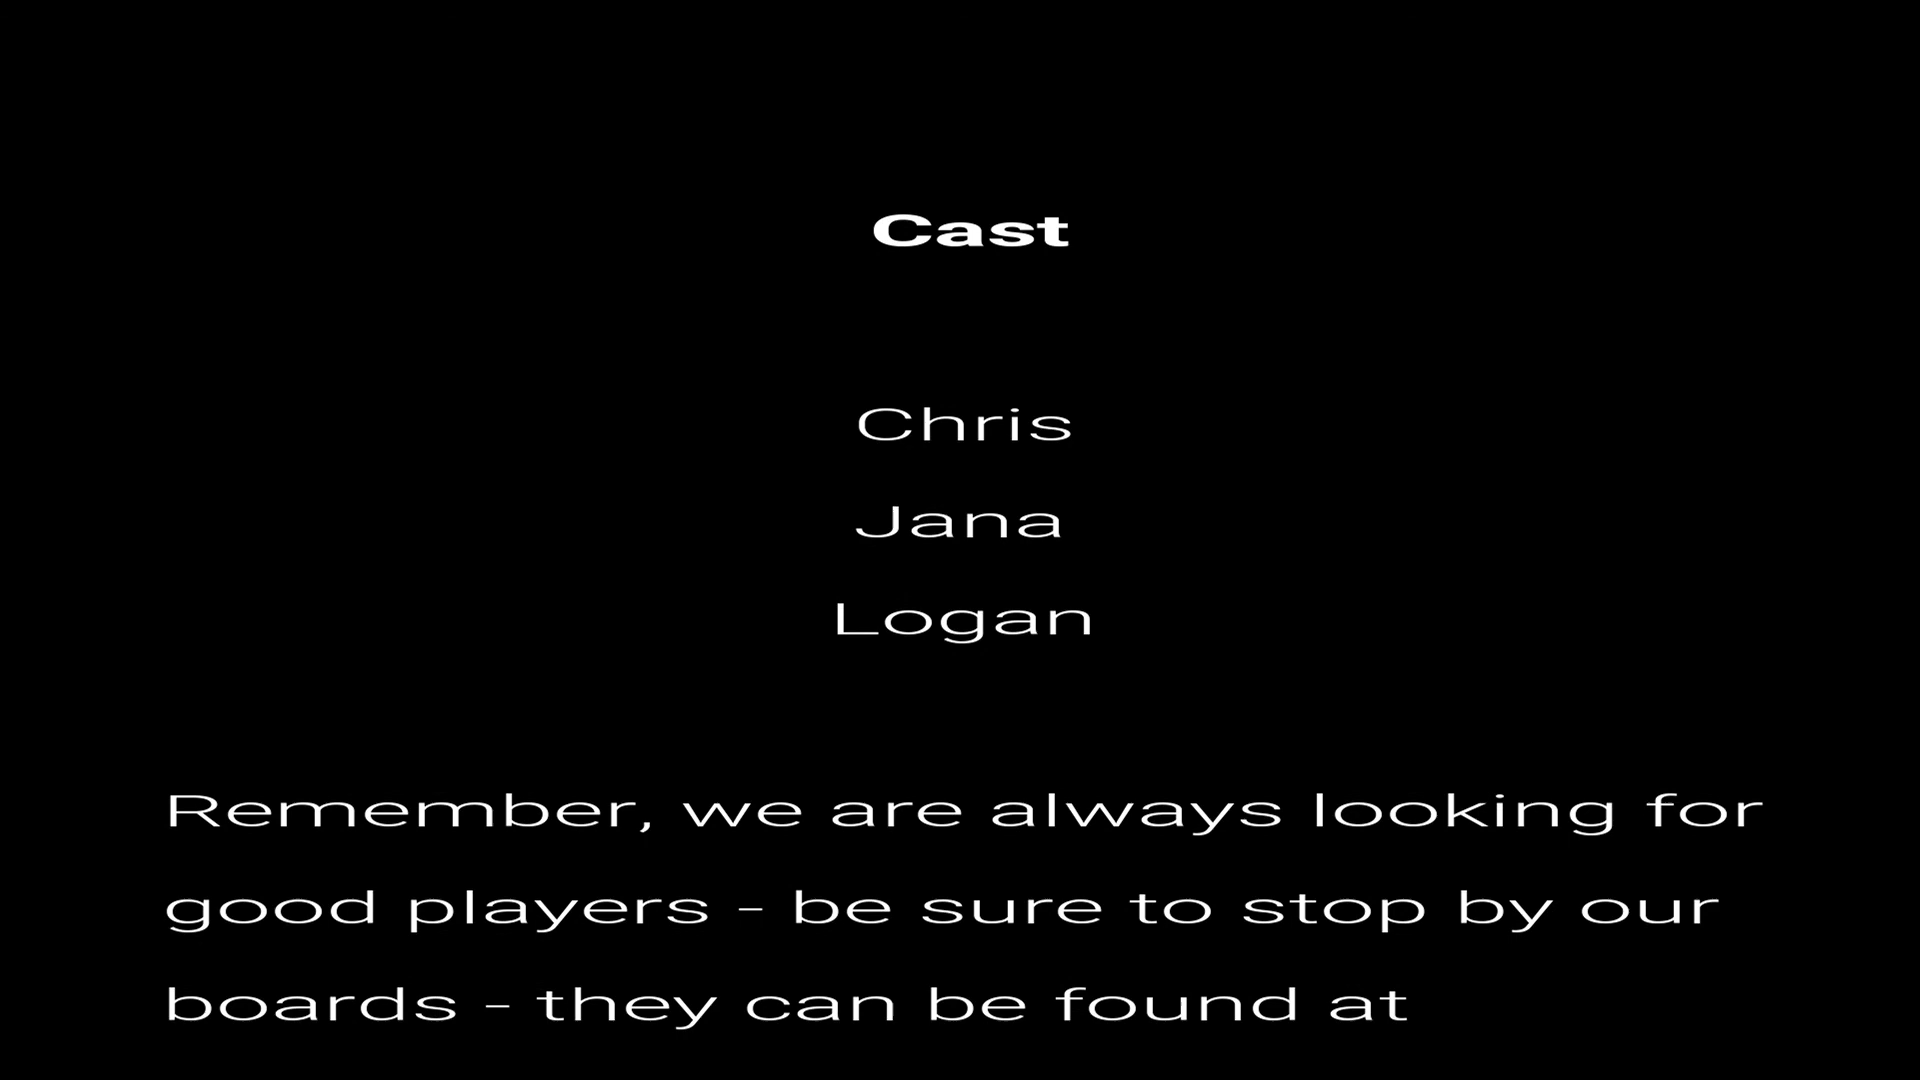 Cast
Chris
Jana
Logan
Remember, we are always looking for
good players - be sure to stop by our
boards - they can be found at